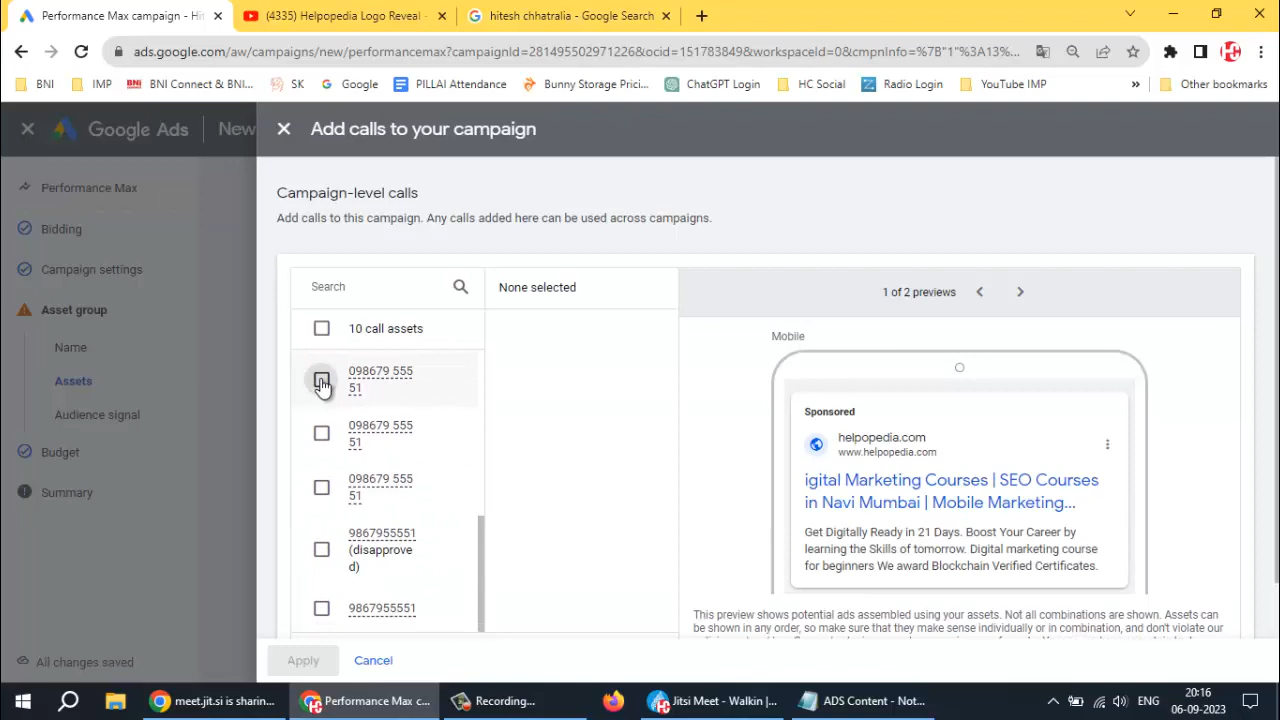 Performance Max campaign - Hit
(4335) Helpopedia Logo Reveal -
hitesh chhatralia - Google Search
ads.google.com/aw/campaigns/new/performancemax?campaignId=281495502971226&ocid=151783849&workspaceId=0&cmpnInfo=%7B"1"%3A13%...
BNI
IMP
BNI Connect & BNI...
SK
Google
PILLAI Attendance
Bunny Storage Prici...
ChatGPT Login
HC Social
Radio Login
YouTube IMP
»
Other bookmarks
Google Ads
New
Add calls to your campaign
Performance Max
Bidding
Campaign settings
Asset group
Name
Assets
Audience signal
Budget
Summary
All changes saved
Campaign-level calls
Add calls to this campaign. Any calls added here can be used across campaigns.
Search
None selected
10 call assets
098679 555
51
098679 555
51
098679 555
51
9867955551
(disapprove
d)
9867955551
1 of 2 previews
Mobile
Sponsored
helpopedia.com
www.helpopedia.com
igital Marketing Courses | SEO Courses
in Navi Mumbai | Mobile Marketing...
Get Digitally Ready in 21 Days. Boost Your Career by
learning the Skills of tomorrow. Digital marketing course
for beginners We award Blockchain Verified Certificates.
This preview shows potential ads assembled using your assets. Not all combinations are shown. Assets can
be shown in any order, so make sure that they make sense individually or in combination, and don't violate our
Apply
Cancel
meet.jit.si is sharin...
Performance Max c...
Recording...
Jitsi Meet - Walkin |...
ADS Content - Not...
ENG
20:16
06-09-2023